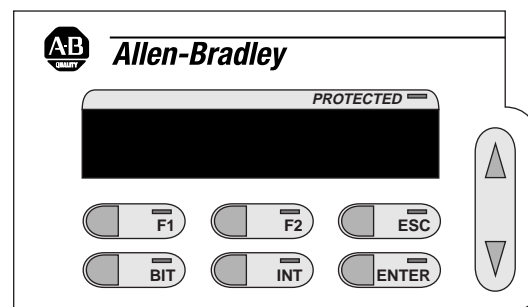 A·B
QUALITY
Allen-Bradley
PROTECTED
F1 F2 ESC
BIT INT ENTER